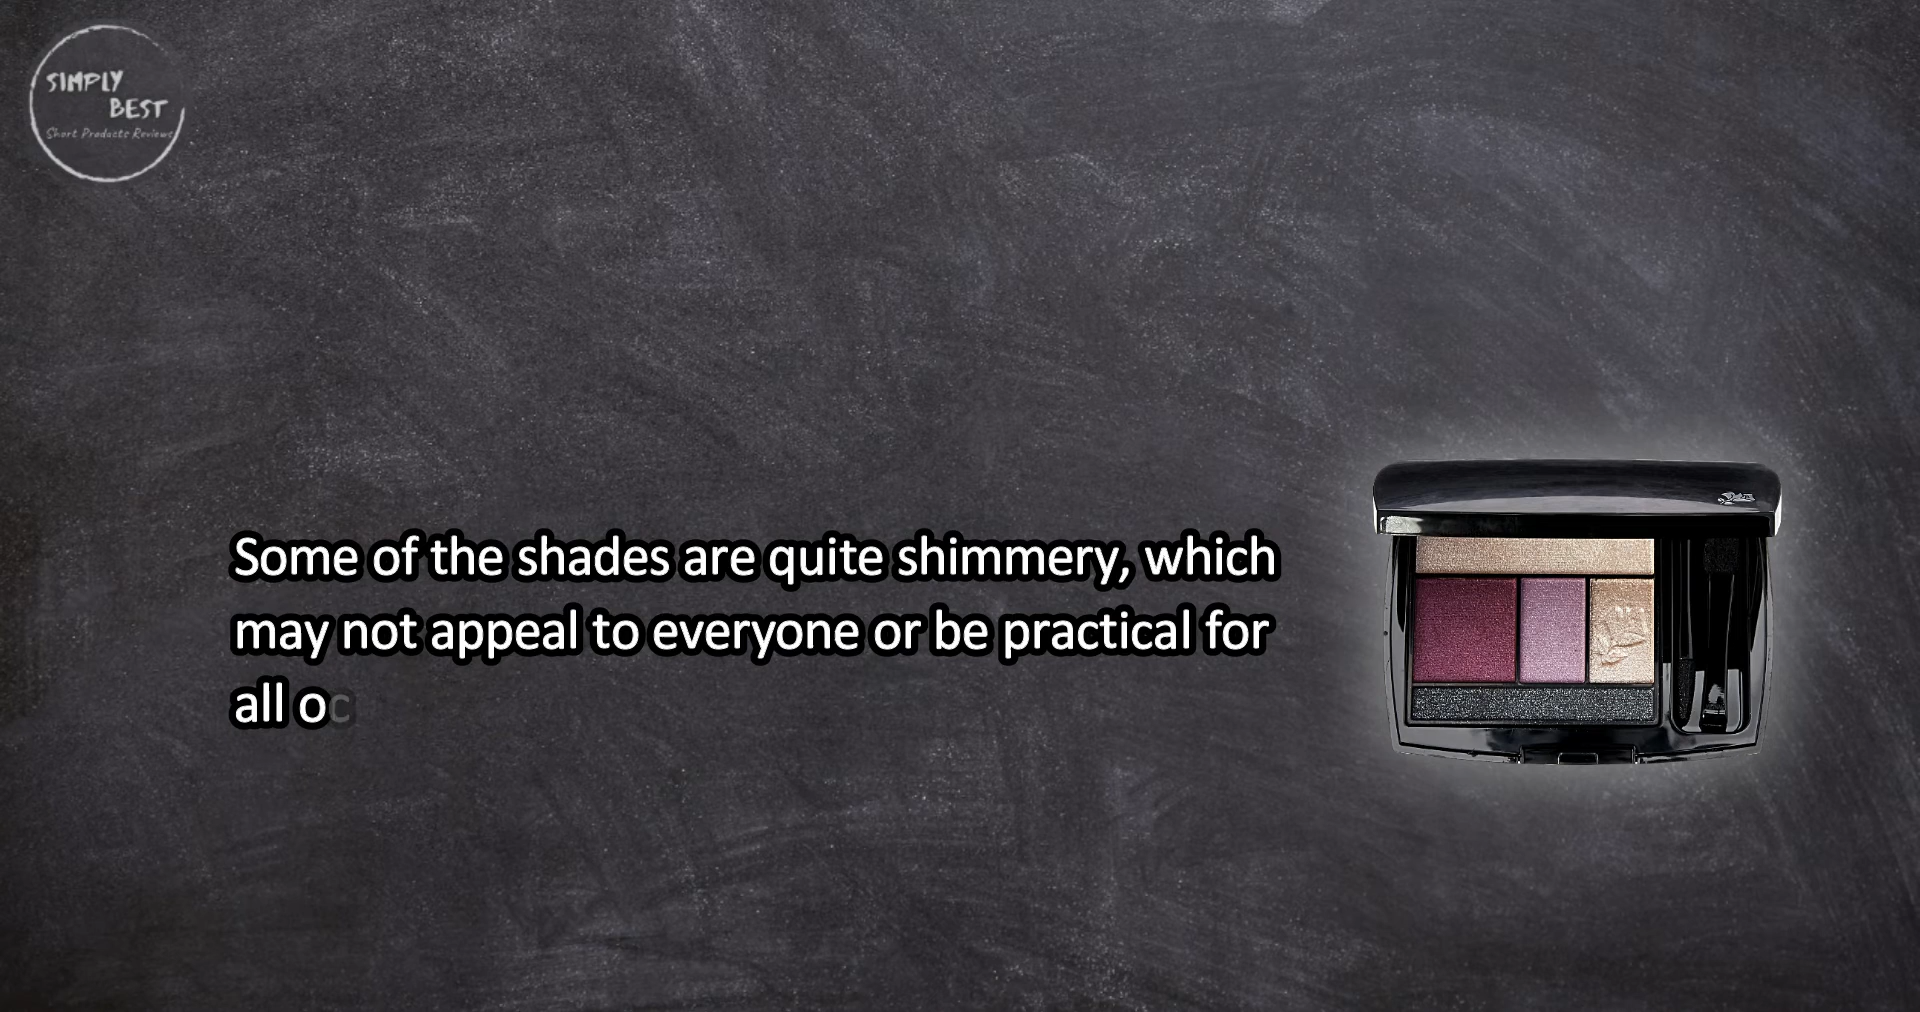 SIMPLY
BEST
Short Products Reviews
Some of the shades are quite shimmery, which
may not appeal to everyone or be practical for
all oc